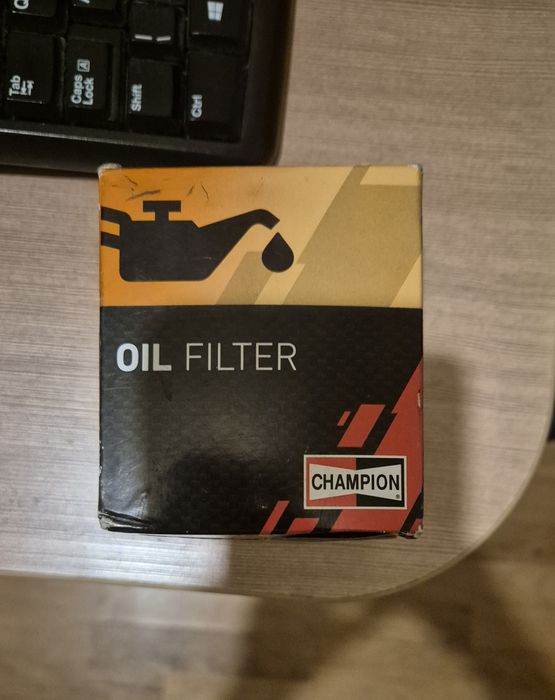 Q
Tab
Caps
Lock
A
Shift
Ctrl
OIL FILTER
CHAMPION
®